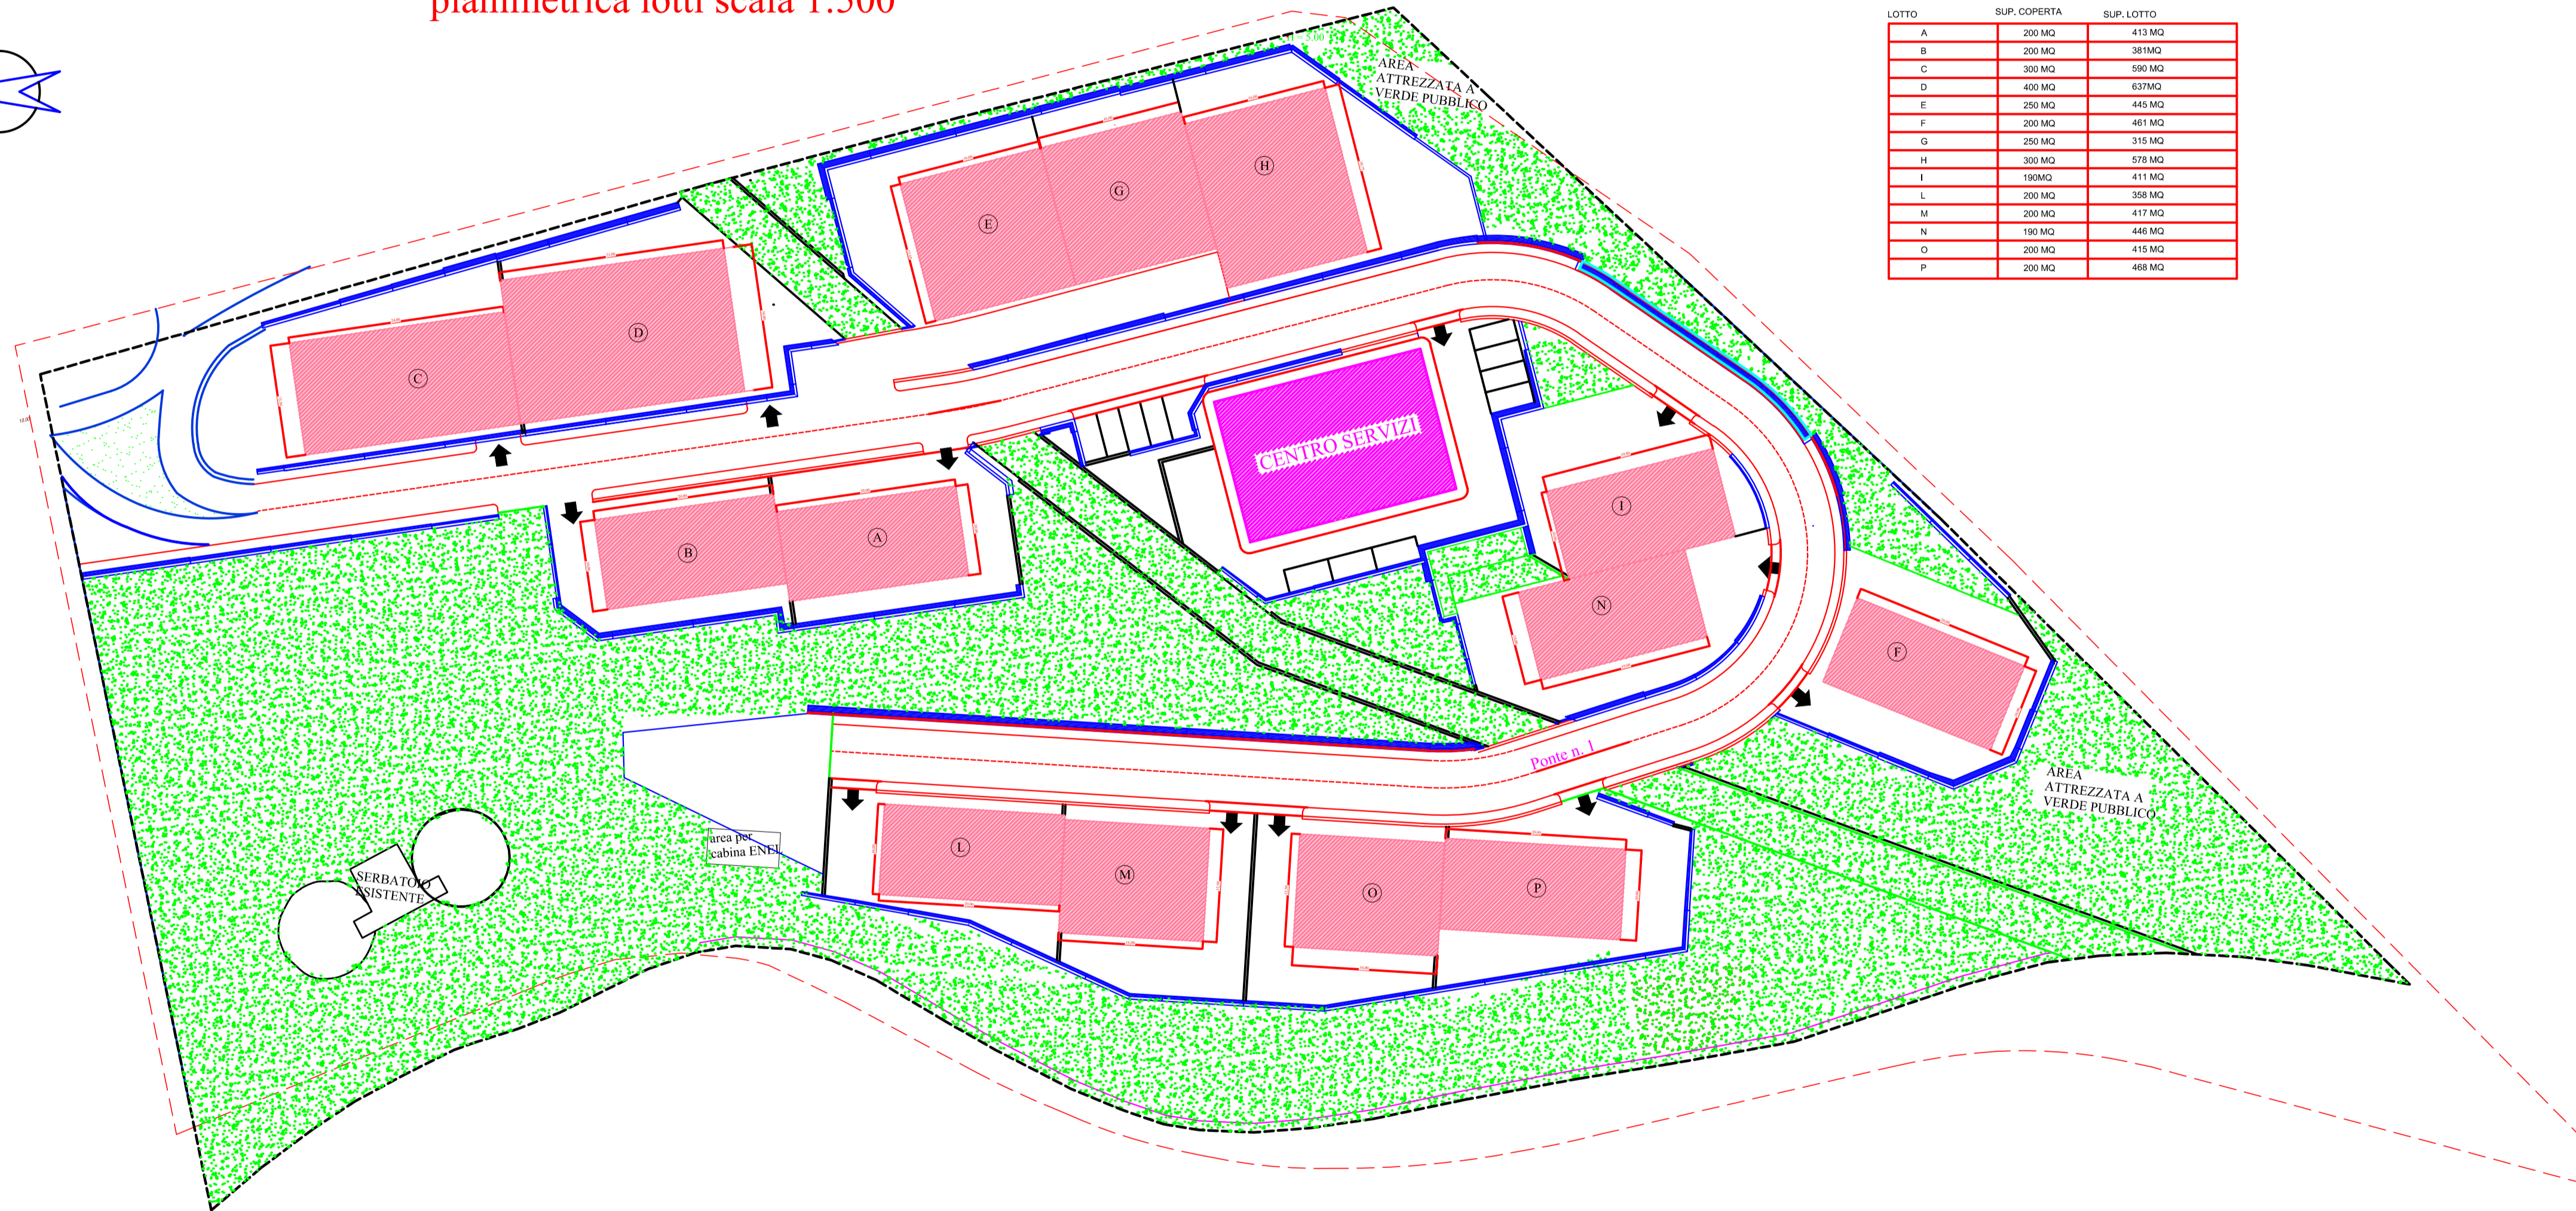 planimetrica lotti scala 1:500
LOTTO SUP. COPERTA SUP. LOTTO
A 200 MQ 413 MQ
B 200 MQ 381MQ
C 300 MQ 590 MQ
D 400 MQ 637MQ
E 250 MQ 445 MQ
F 200 MQ 461 MQ
G 250 MQ 315 MQ
H 300 MQ 578 MQ
I 190MQ 411 MQ
L 200 MQ 358 MQ
M 200 MQ 417 MQ
N 190 MQ 446 MQ
O 200 MQ 415 MQ
P 200 MQ 468 MQ
AREA
ATTREZZATA A
VERDE PUBBLICO
H
G
E
D
C
CENTRO SERVIZI
I
A
B
N
F
Ponte n. 1
AREA
ATTREZZATA A
VERDE PUBBLICO
area per
cabina ENEL
L
M
O
P
SERBATOIO
ESISTENTE